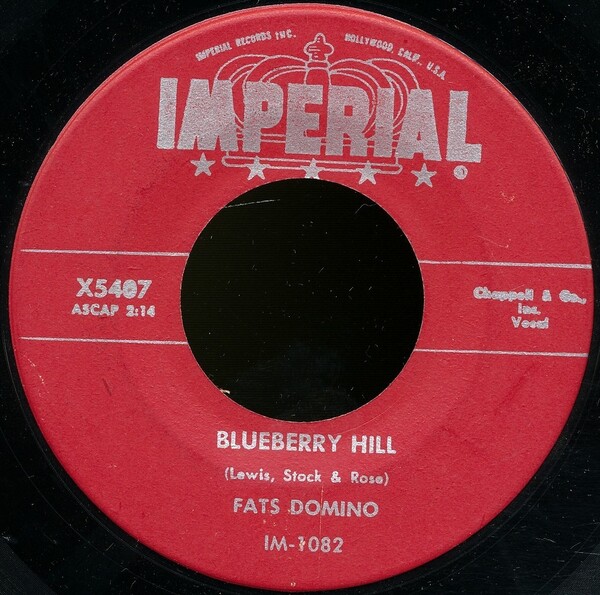 IMPERIAL RECORDS INC. HOLLYWOOD, CALIF., U.S.A.
IMPERIAL
X5407
ASCAP 2:14
Chappell & Co.,
Inc.
Vocal
BLUEBERRY HILL
(Lewis, Stock & Rose)
FATS DOMINO
IM-1082